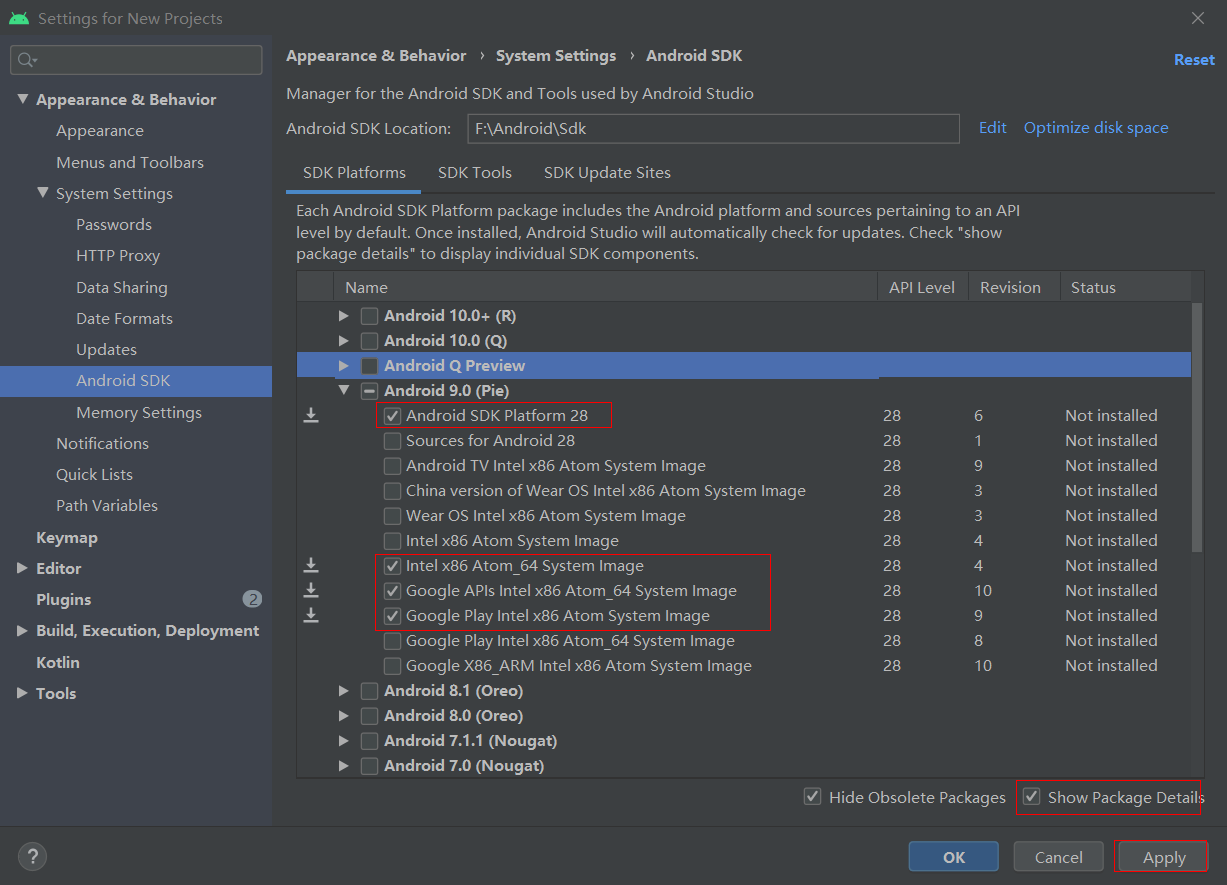 Settings for New Projects
Appearance & Behavior
Appearance
Menus and Toolbars
System Settings
Passwords
HTTP Proxy
Data Sharing
Date Formats
Updates
Android SDK
Memory Settings
Notifications
Quick Lists
Path Variables
Keymap
Editor
Plugins 2
Build, Execution, Deployment
Kotlin
Tools
Appearance & Behavior › System Settings › Android SDK Reset
Manager for the Android SDK and Tools used by Android Studio
Android SDK Location: F:\Android\Sdk Edit Optimize disk space
SDK Platforms SDK Tools SDK Update Sites
Each Android SDK Platform package includes the Android platform and sources pertaining to an API
level by default. Once installed, Android Studio will automatically check for updates. Check "show
package details" to display individual SDK components.
Name API Level Revision Status
Android 10.0+ (R)
Android 10.0 (Q)
Android Q Preview
Android 9.0 (Pie)
Android SDK Platform 28 28 6 Not installed
Sources for Android 28 28 1 Not installed
Android TV Intel x86 Atom System Image 28 9 Not installed
China version of Wear OS Intel x86 Atom System Image 28 3 Not installed
Wear OS Intel x86 Atom System Image 28 3 Not installed
Intel x86 Atom System Image 28 4 Not installed
Intel x86 Atom_64 System Image 28 4 Not installed
Google APIs Intel x86 Atom_64 System Image 28 10 Not installed
Google Play Intel x86 Atom System Image 28 9 Not installed
Google Play Intel x86 Atom_64 System Image 28 8 Not installed
Google X86_ARM Intel x86 Atom System Image 28 10 Not installed
Android 8.1 (Oreo)
Android 8.0 (Oreo)
Android 7.1.1 (Nougat)
Android 7.0 (Nougat)
Hide Obsolete Packages Show Package Details
? OK Cancel Apply